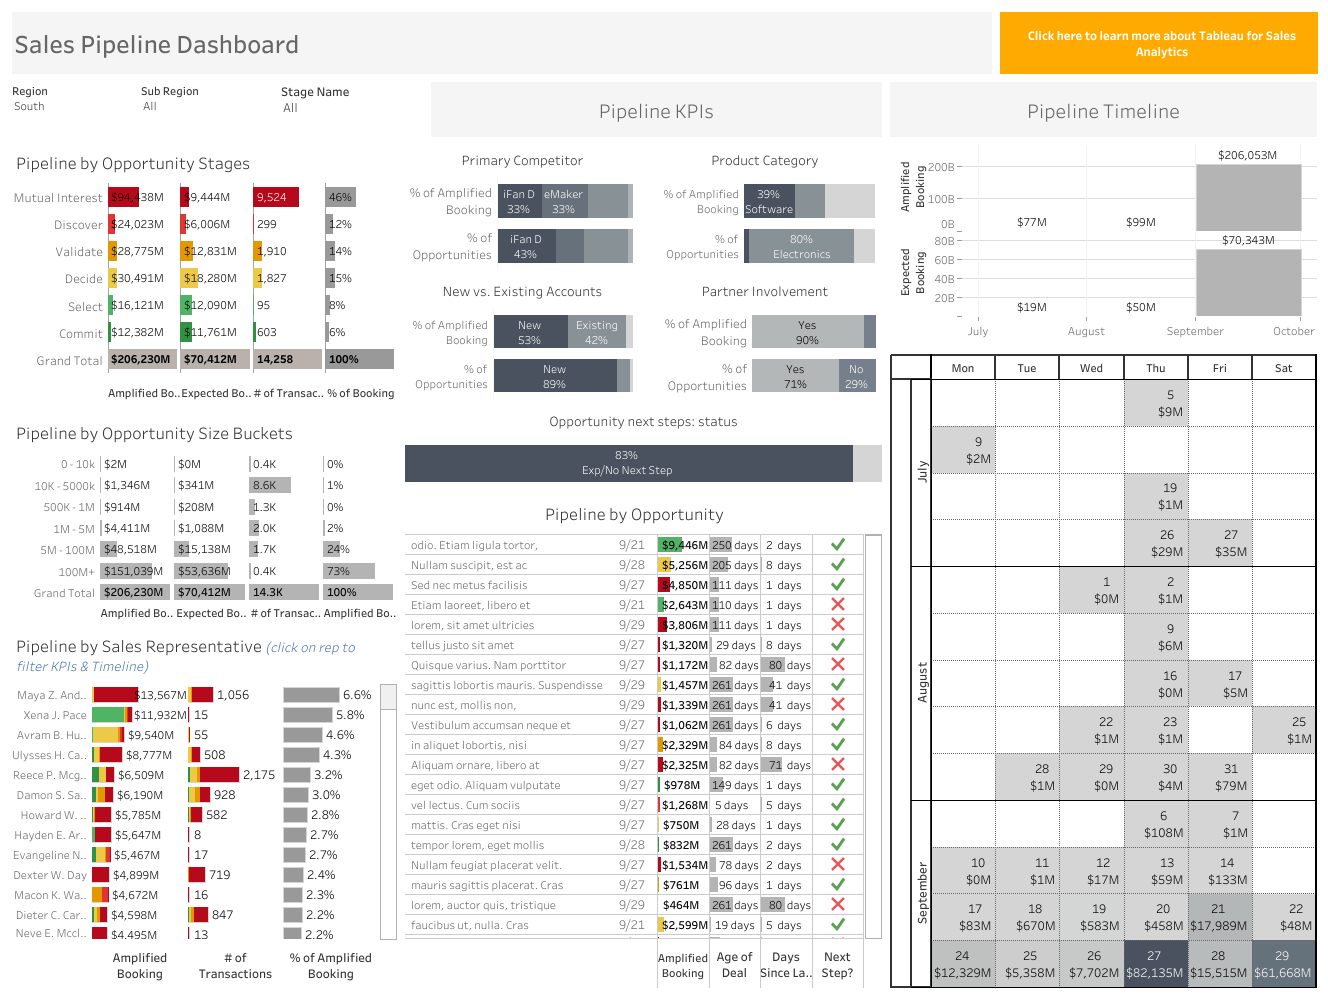 Sales Pipeline Dashboard
Click here to learn more about Tableau for Sales
Analytics
Region
South
Sub Region
All
Stage Name
All
Pipeline by Opportunity Stages
Mutual Interest $94,438M $9,444M 9,524 46%
Discover $24,023M $6,006M 299 12%
Validate $28,775M $12,831M 1,910 14%
Decide $30,491M $18,280M 1,827 15%
Select $16,121M $12,090M 95 8%
Commit $12,382M $11,761M 603 6%
Grand Total $206,230M $70,412M 14,258 100%
Amplified Bo.. Expected Bo.. # of Transac.. % of Booking
Pipeline by Opportunity Size Buckets
0-10k $2M $0M 0.4K 0%
10K-5000k $1,346M $341M 8.6K 1%
500K-1M $914M $208M 1.3K 0%
1M-5M $4,411M $1,088M 2.0K 2%
5M-100M $48,518M $15,138M 1.7K 24%
100M+ $151,039M $53,636M 0.4K 73%
Grand Total $206,230M $70,412M 14.3K 100%
Amplified Bo.. Expected Bo.. # of Transac.. Amplified Bo..
Pipeline by Sales Representative (click on rep to
filter KPIs & Timeline)
Maya Z. And.. $13,567M 1,056 6.6%
Xena J. Pace $11,932M 15 5.8%
Avram B. Hu.. $9,540M 55 4.6%
Ulysses H. Ca.. $8,777M 508 4.3%
Reece P. Mcg.. $6,509M 2,175 3.2%
Damon S. Sa.. $6,190M 928 3.0%
Howard W. .. $5,785M 582 2.8%
Hayden E. Ar.. $5,647M 8 2.7%
Evangeline N.. $5,467M 17 2.7%
Dexter W. Day $4,899M 719 2.4%
Macon K. Wa.. $4,672M 16 2.3%
Dieter C. Car.. $4,598M 847 2.2%
Neve E. Mccl.. $4,495M 13 2.2%
Amplified
Booking
# of
Transactions
% of Amplified
Booking
Pipeline KPIs
Primary Competitor
% of Amplified
Booking
iFan D
33%
eMaker
33%
% of
Opportunities
iFan D
43%
Product Category
% of Amplified
Booking
39%
Software
% of
Opportunities
80%
Electronics
New vs. Existing Accounts
% of Amplified
Booking
New
53%
Existing
42%
% of
Opportunities
New
89%
Partner Involvement
% of Amplified
Booking
Yes
90%
% of
Opportunities
Yes
71%
No
29%
Opportunity next steps: status
83%
Exp/No Next Step
Pipeline by Opportunity
odio. Etiam ligula tortor, 9/21 $9,446M 250 days 2 days
Nullam suscipit, est ac 9/28 $5,256M 205 days 8 days
Sed nec metus facilisis 9/27 $4,850M 111 days 1 days
Etiam laoreet, libero et 9/21 $2,643M 110 days 1 days
lorem, sit amet ultricies 9/29 $3,806M 111 days 1 days
tellus justo sit amet 9/27 $1,320M 29 days 8 days
Quisque varius. Nam porttitor 9/27 $1,172M 82 days 80 days
sagittis lobortis mauris. Suspendisse 9/29 $1,457M 261 days 41 days
nunc est, mollis non, 9/29 $1,339M 261 days 41 days
Vestibulum accumsan neque et 9/27 $1,062M 261 days 6 days
in aliquet lobortis, nisi 9/27 $2,329M 84 days 8 days
Aliquam ornare, libero at 9/27 $2,325M 82 days 71 days
eget odio. Aliquam vulputate 9/27 $978M 149 days 1 days
vel lectus. Cum sociis 9/27 $1,268M 5 days 5 days
mattis. Cras eget nisi 9/27 $750M 28 days 1 days
tempor lorem, eget mollis 9/28 $832M 261 days 2 days
Nullam feugiat placerat velit. 9/27 $1,534M 78 days 2 days
mauris sagittis placerat. Cras 9/27 $761M 96 days 1 days
lorem, auctor quis, tristique 9/29 $464M 261 days 80 days
faucibus ut, nulla. Cras 9/21 $2,599M 19 days 5 days
Amplified
Booking
Age of
Deal
Days
Since La..
Next
Step?
Pipeline Timeline
Amplified
Booking
200B
100B
0B
$77M $99M $206,053M
Expected
Booking
80B
60B
40B
20B
$19M $50M $70,343M
July August September October
Mon Tue Wed Thu Fri Sat
July
5
$9M
9
$2M
19
$1M
26 27
$29M $35M
August
1 2
$0M $1M
9
$6M
16 17
$0M $5M
22 23 25
$1M $1M $1M
28 29 30 31
$1M $0M $4M $79M
September
6 7
$108M $1M
10 11 12 13 14
$0M $1M $17M $59M $133M
17 18 19 20 21 22
$83M $670M $583M $458M $17,989M $48M
24 25 26 27 28 29
$12,329M $5,358M $7,702M $82,135M $15,515M $61,668M